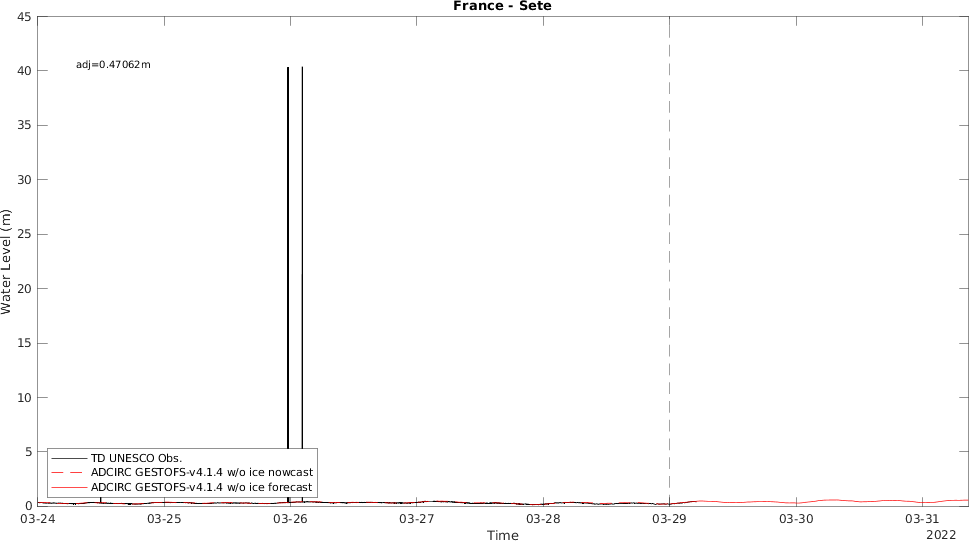 France - Sete
adj=0.47062m
45
40
35
30
25
20
15
10
5
0
Water Level (m)
TD UNESCO Obs.
ADCIRC GESTOFS-v4.1.4 w/o ice nowcast
ADCIRC GESTOFS-v4.1.4 w/o ice forecast
03-24 03-25 03-26 03-27 03-28 03-29 03-30 03-31
Time
2022